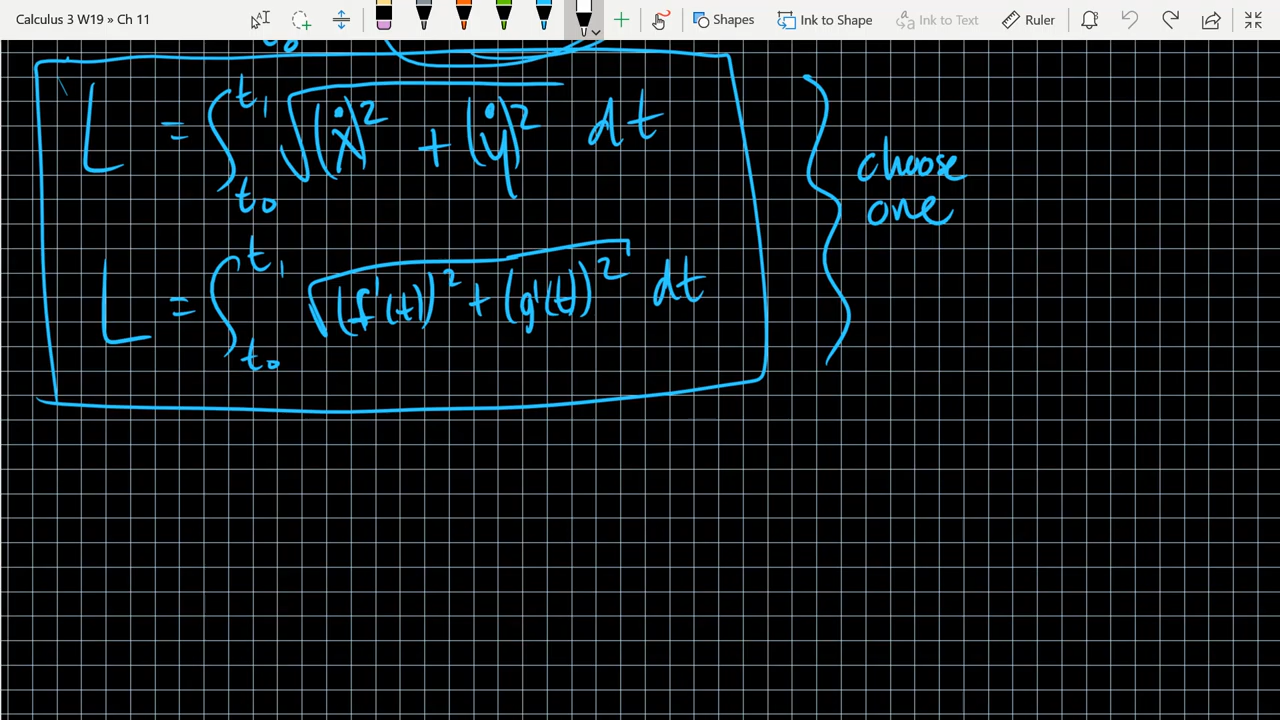 Calculus 3 W19 » Ch 11
Shapes
Ink to Shape
Ink to Text
Ruler
L = ∫_{t₀}^{t₁} √((ẋ)² + (ẏ)²) dt
L = ∫_{t₀}^{t₁} √((f'(t))² + (g'(t))²) dt
choose
one